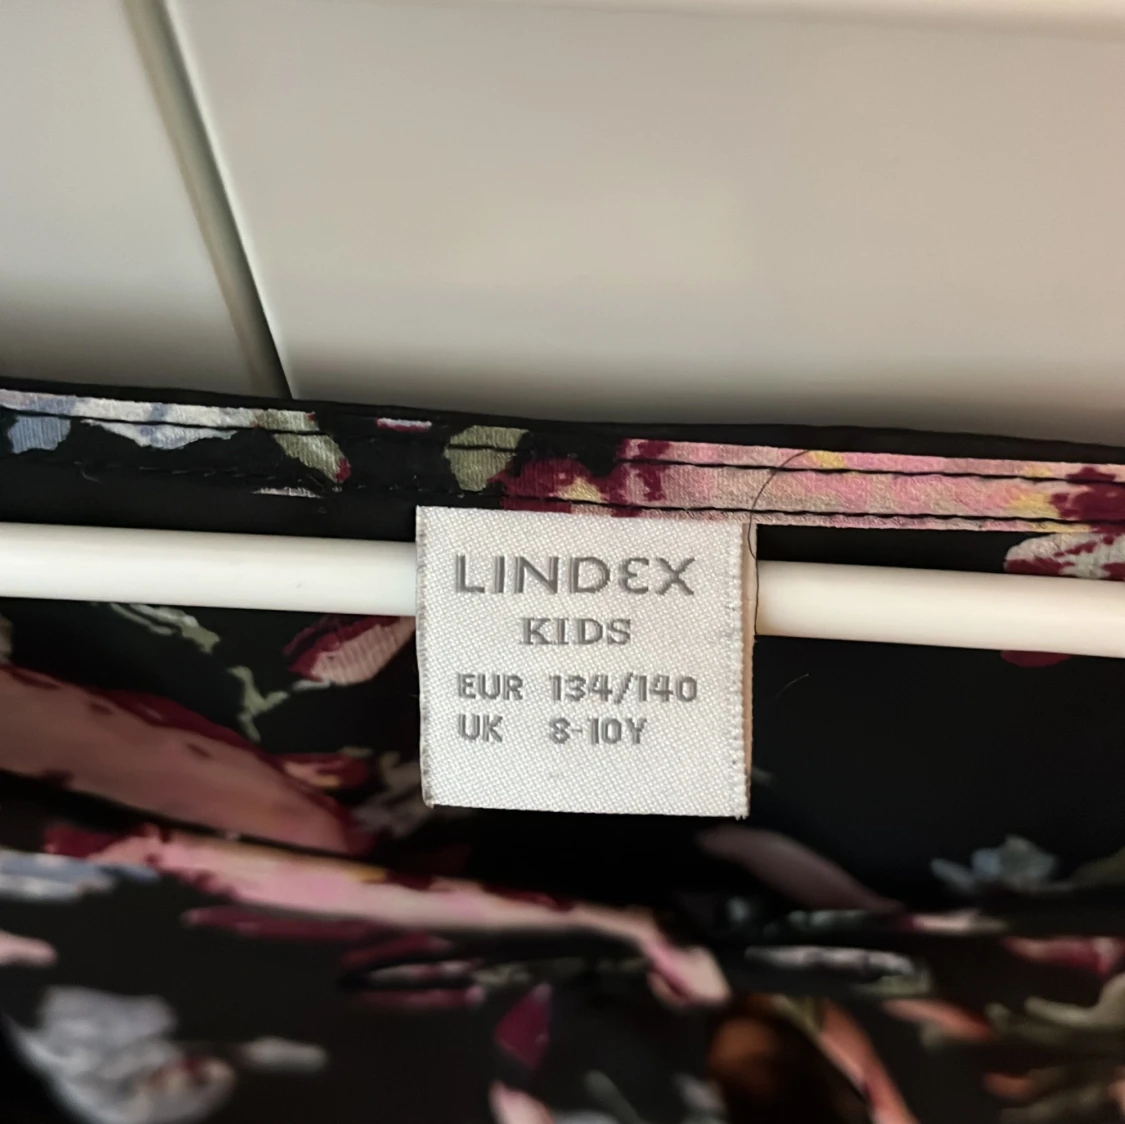 LINDEX
KIDS
EUR 134/140
UK 8-10Y